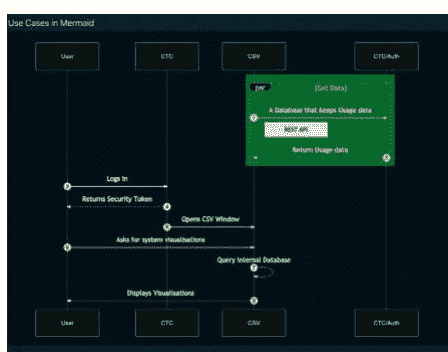 Use Cases in Mermaid
User
CTC
CSV
CTC/Auth
par
[Get Data]
A Database that keeps Usage data
REST API
Return Usage data
Logs in
Returns Security Token
Opens CSV Window
Asks for system visualisations
Query Internal Database
Displays Visualisations
User
CTC
CSV
CTC/Auth